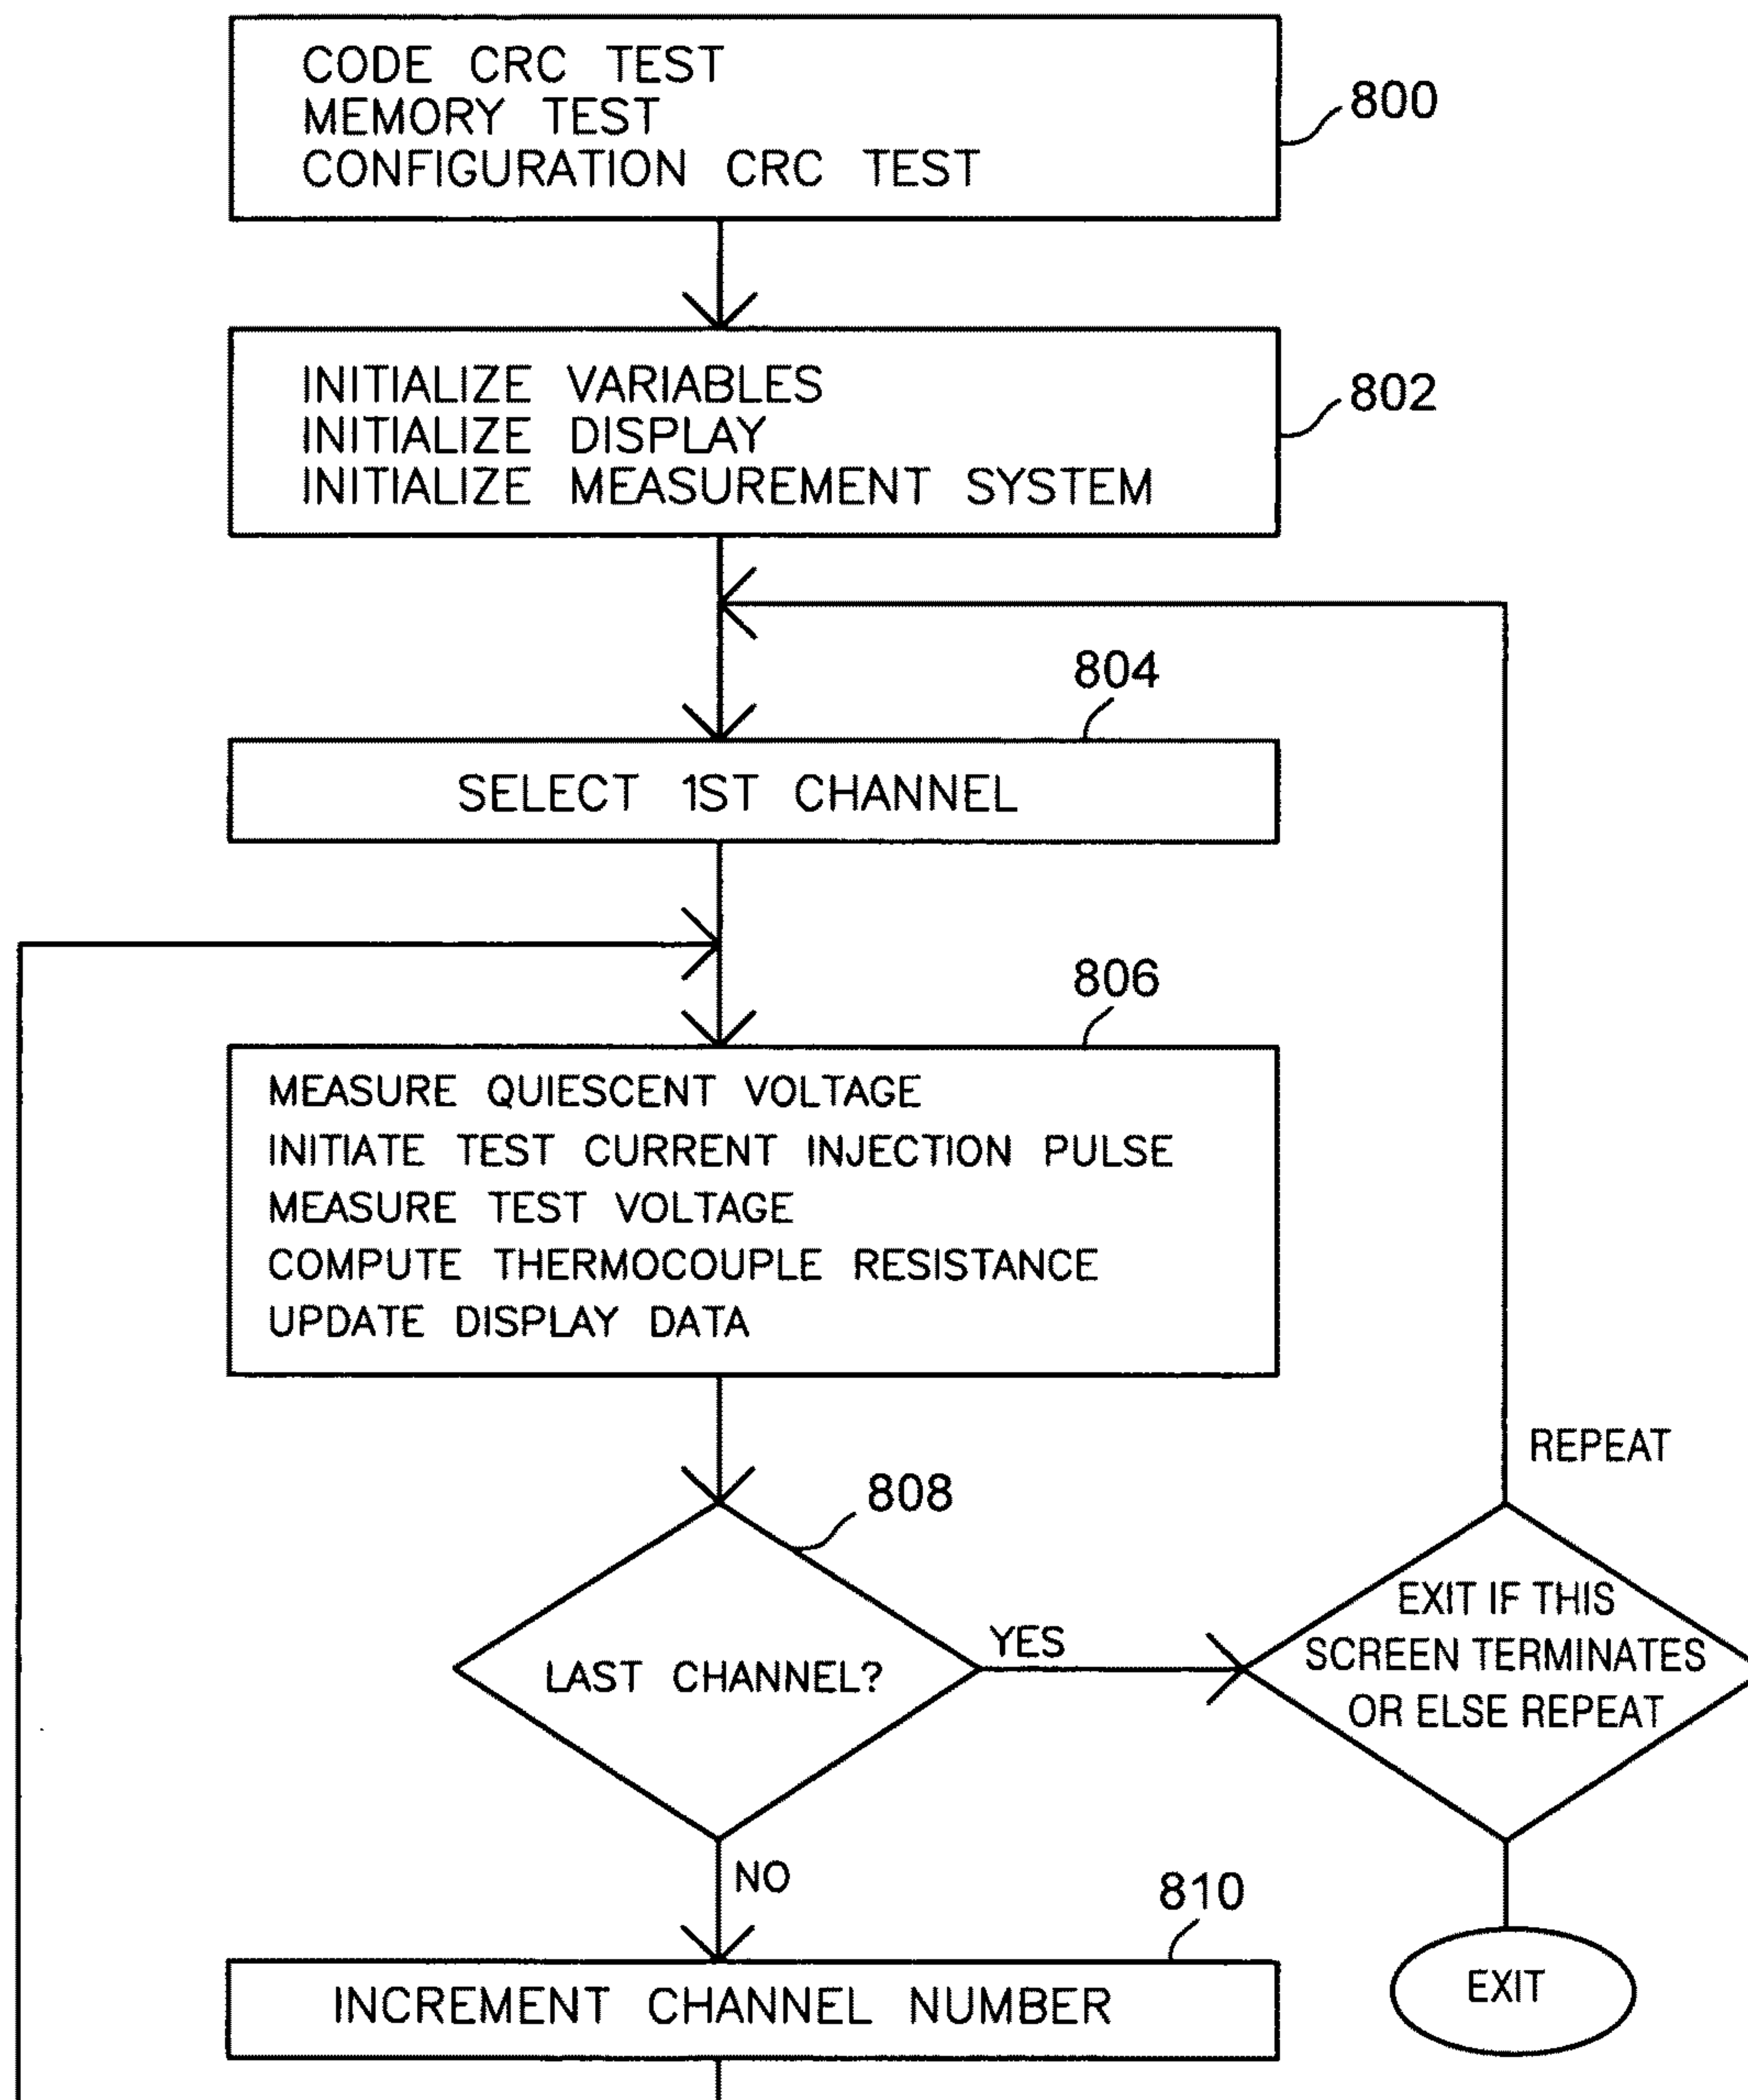 CODE CRC TEST
MEMORY TEST
CONFIGURATION CRC TEST
800
INITIALIZE VARIABLES
INITIALIZE DISPLAY
INITIALIZE MEASUREMENT SYSTEM
802
804
SELECT 1ST CHANNEL
806
MEASURE QUIESCENT VOLTAGE
INITIATE TEST CURRENT INJECTION PULSE
MEASURE TEST VOLTAGE
COMPUTE THERMOCOUPLE RESISTANCE
UPDATE DISPLAY DATA
REPEAT
808
LAST CHANNEL?
YES
EXIT IF THIS
SCREEN TERMINATES
OR ELSE REPEAT
NO
810
INCREMENT CHANNEL NUMBER
EXIT